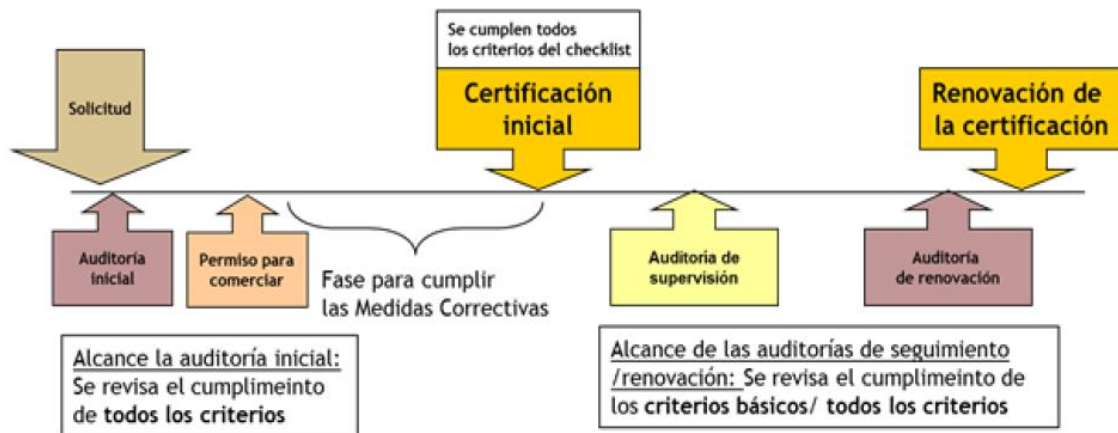 Se cumplen todos
los criterios del checklist
Solicitud
Certificación
inicial
Renovación de
la certificación
Auditoría
inicial
Permiso para
comerciar
Fase para cumplir
las Medidas Correctivas
Auditoría de
supervisión
Auditoría
de renovación
Alcance la auditoría inicial:
Se revisa el cumplimeinto
de todos los criterios
Alcance de las auditorías de seguimiento
/renovación: Se revisa el cumplimeinto de
los criterios básicos/ todos los criterios